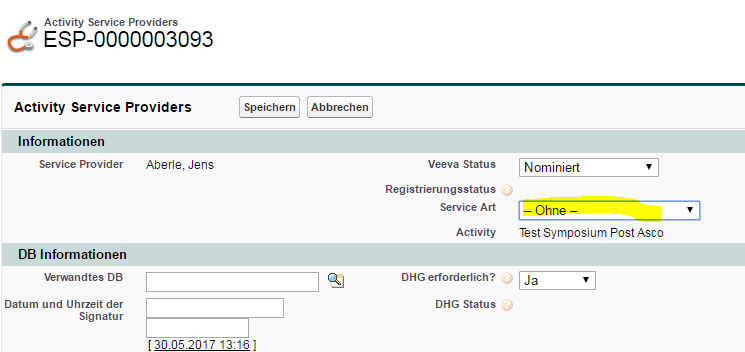 Activity Service Providers
ESP-0000003093
Activity Service Providers Speichern Abbrechen
Informationen
Service Provider Aberle, Jens Veeva Status Nominiert
Registrierungsstatus
Service Art – Ohne –
Activity Test Symposium Post Asco
DB Informationen
Verwandtes DB DHG erforderlich? Ja
Datum und Uhrzeit der DHG Status
Signatur
[ 30.05.2017 13:16 ]